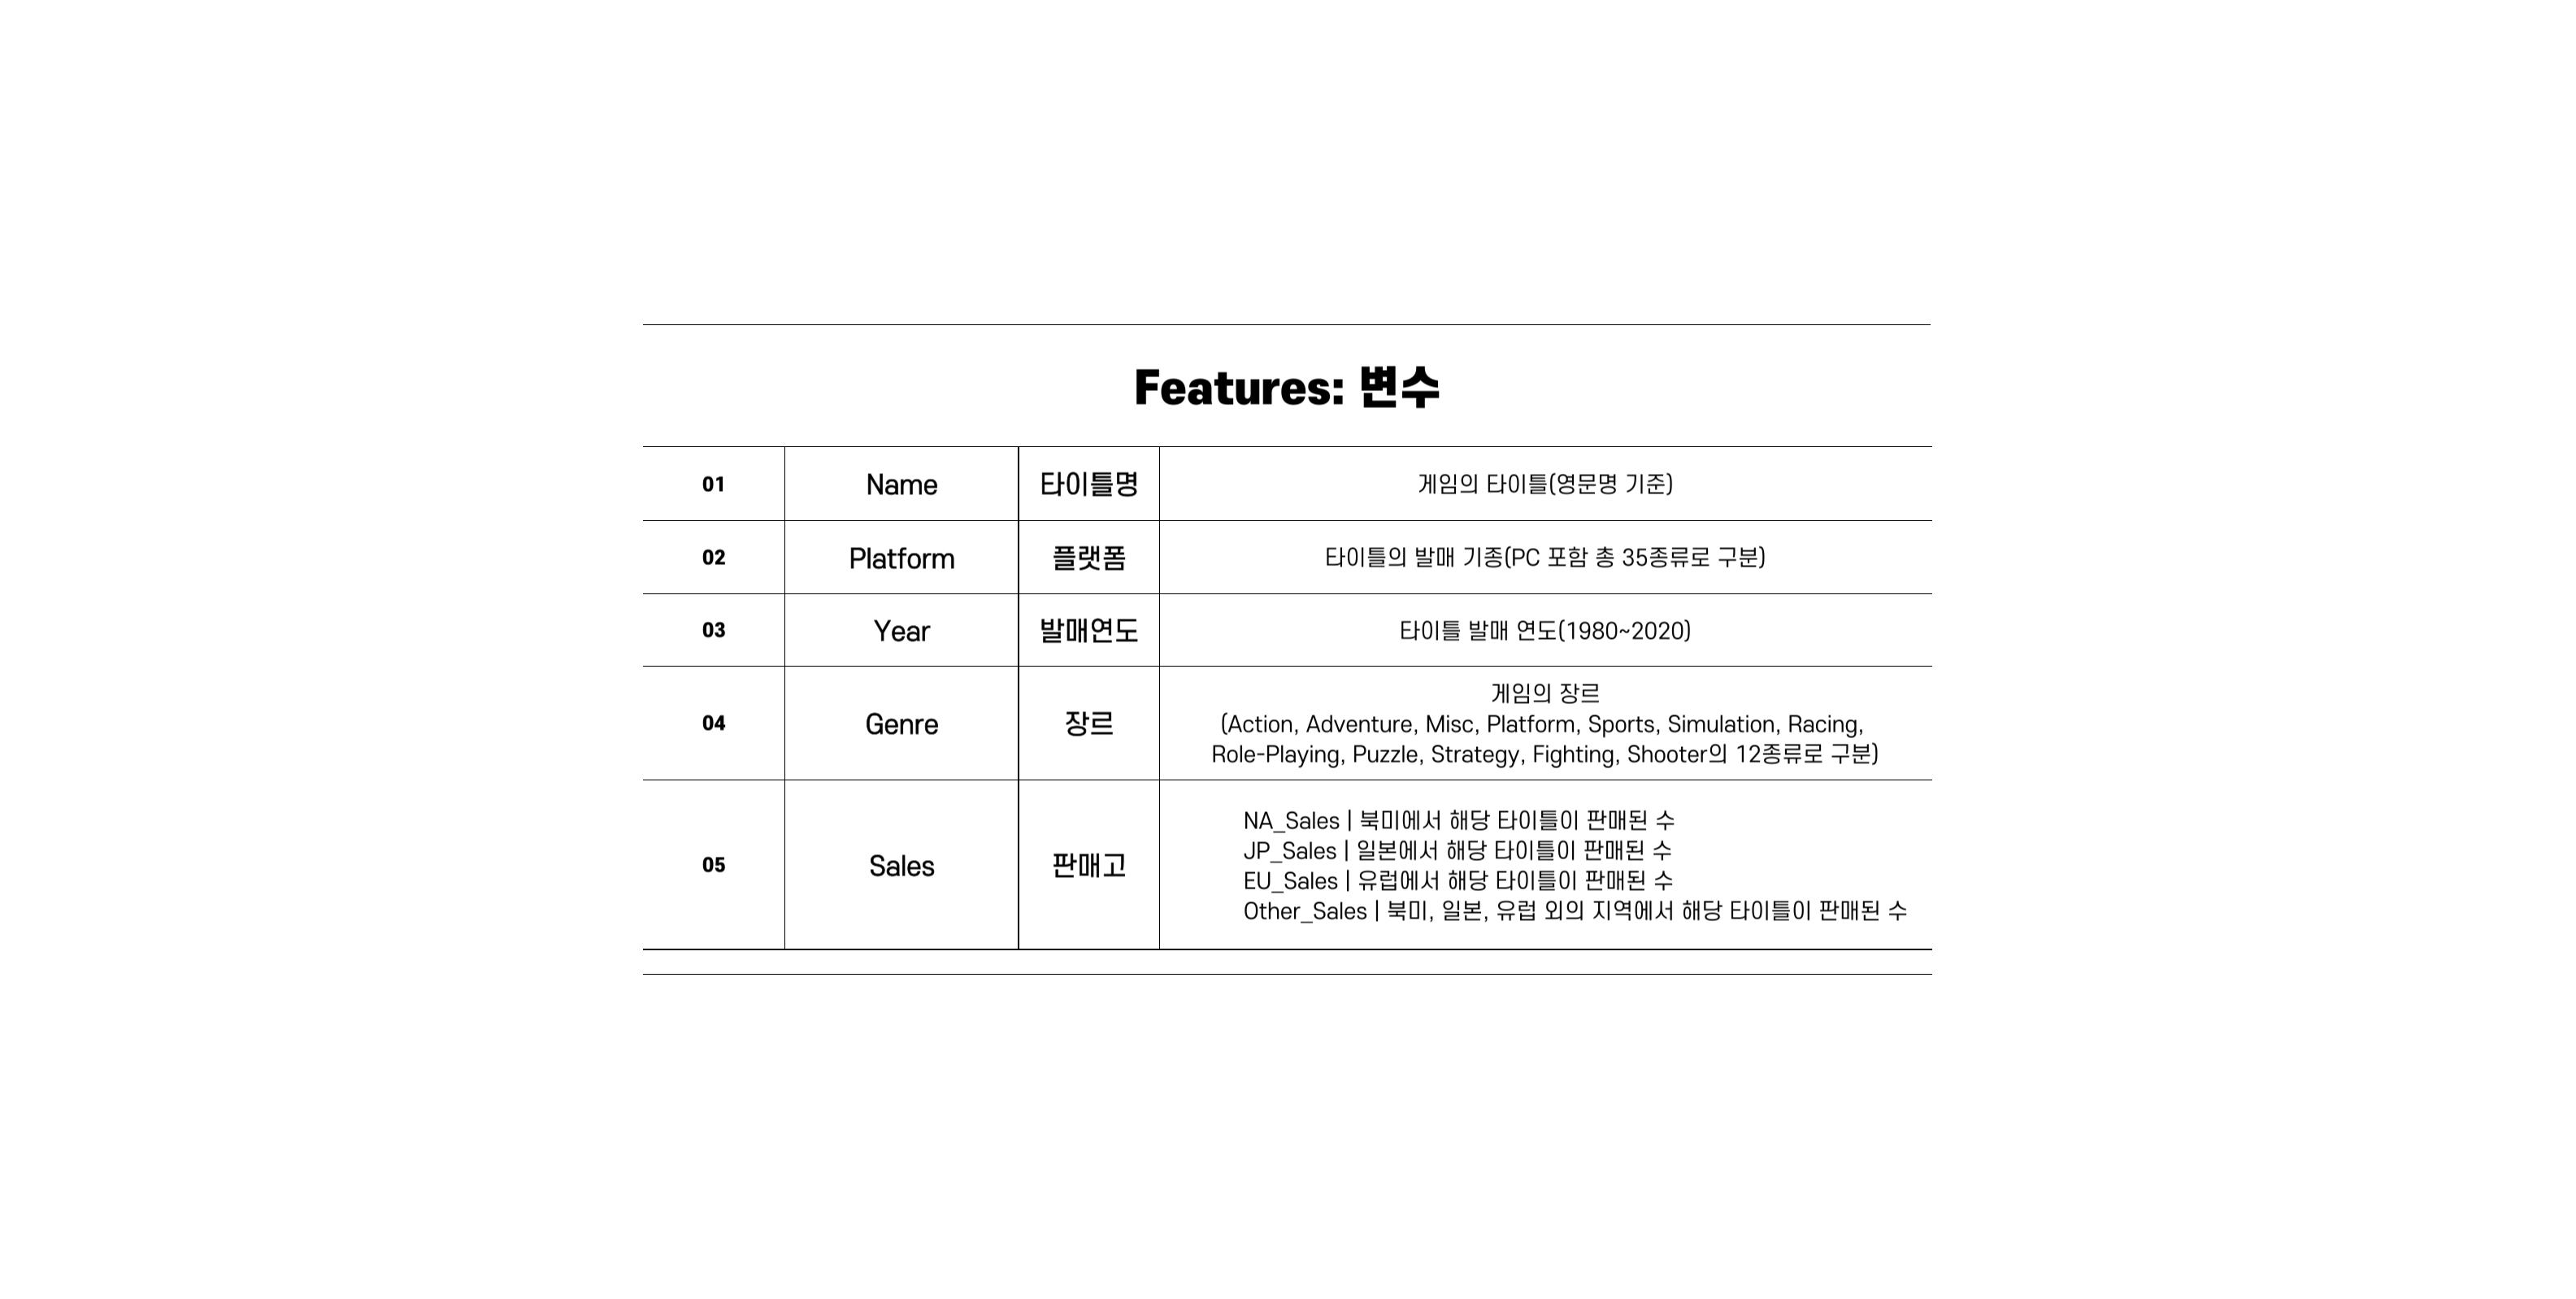 Features: 변수
01 Name 타이틀명 게임의 타이틀(영문명 기준)
02 Platform 플랫폼 타이틀의 발매 기종(PC 포함 총 35종류로 구분)
03 Year 발매연도 타이틀 발매 연도(1980~2020)
04 Genre 장르 게임의 장르
(Action, Adventure, Misc, Platform, Sports, Simulation, Racing,
Role-Playing, Puzzle, Strategy, Fighting, Shooter의 12종류로 구분)
05 Sales 판매고 NA_Sales | 북미에서 해당 타이틀이 판매된 수
JP_Sales | 일본에서 해당 타이틀이 판매된 수
EU_Sales | 유럽에서 해당 타이틀이 판매된 수
Other_Sales | 북미, 일본, 유럽 외의 지역에서 해당 타이틀이 판매된 수